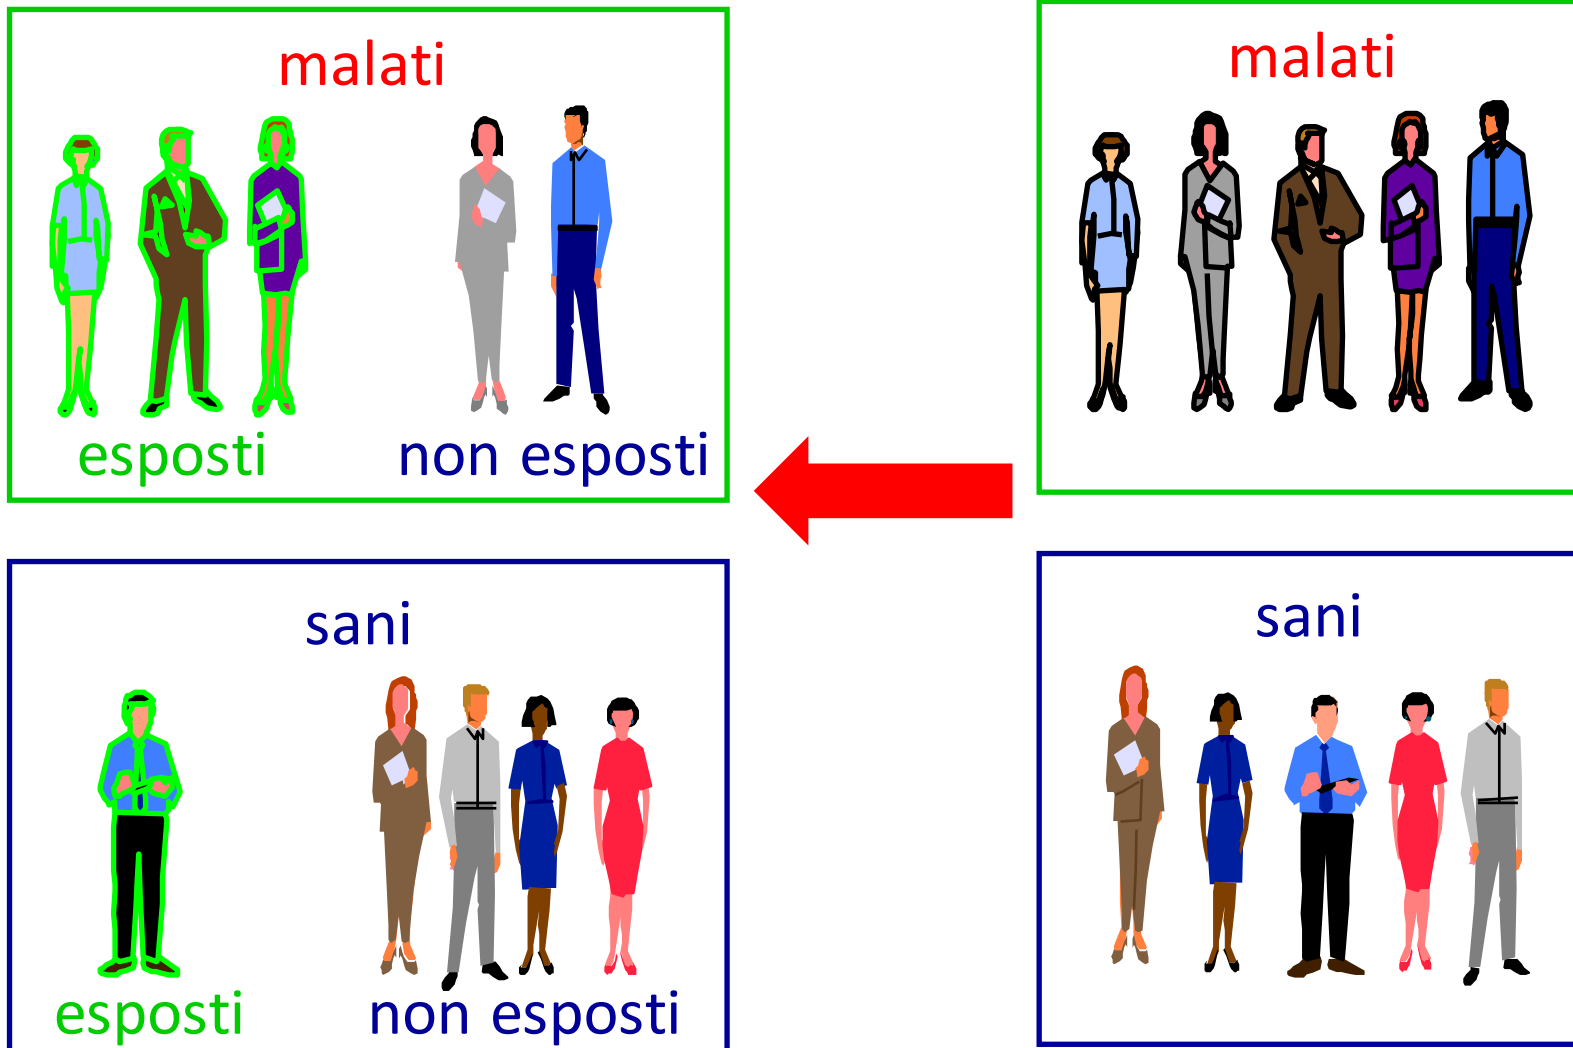 malati
esposti
non esposti
malati
sani
esposti
non esposti
sani